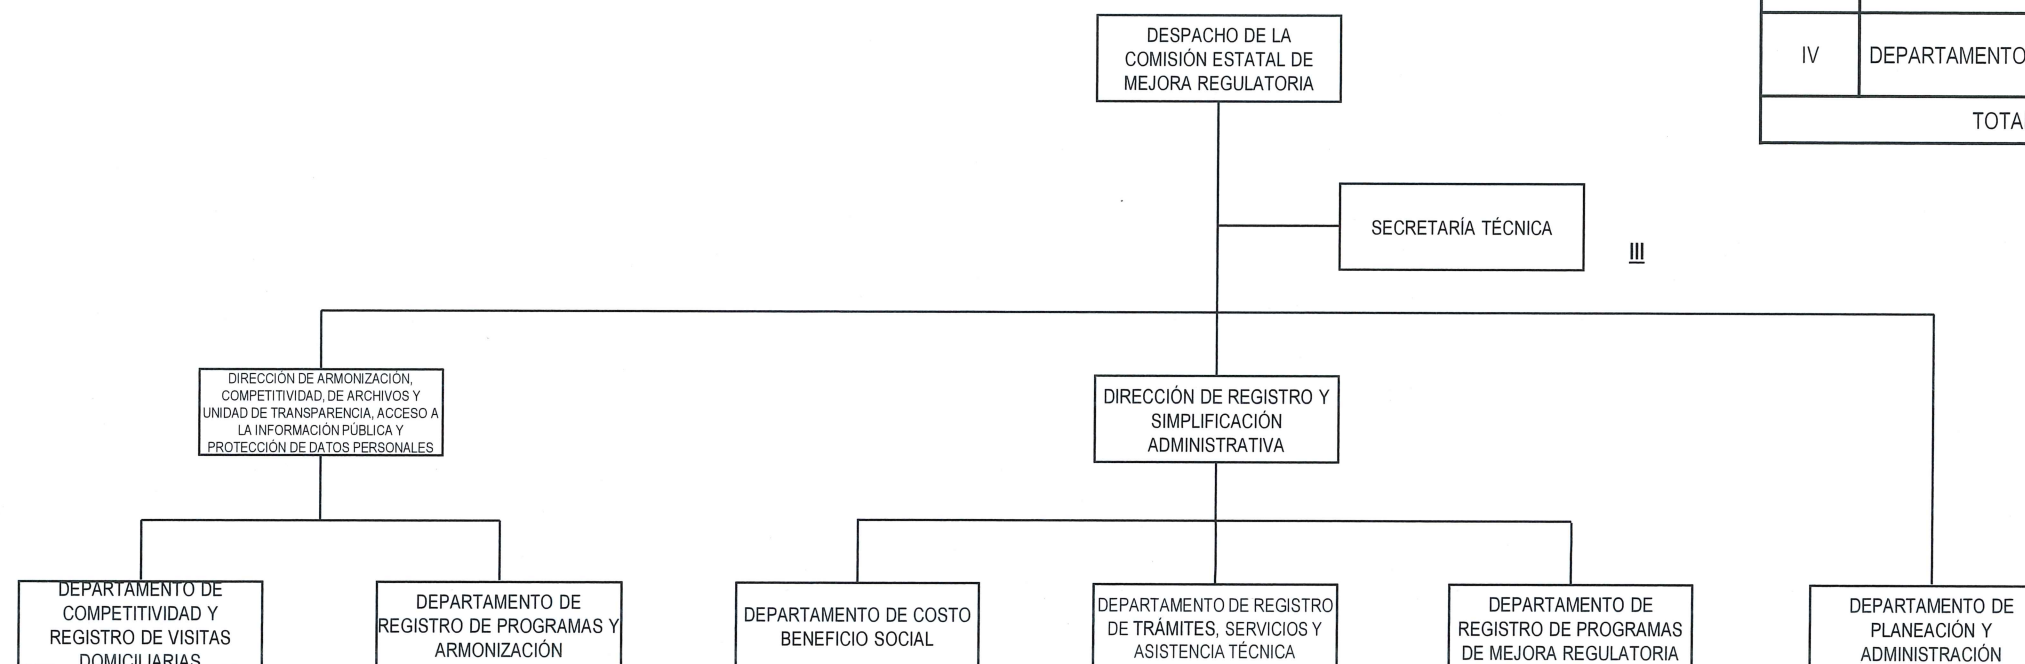 DESPACHO DE LA
COMISIÓN ESTATAL DE
MEJORA REGULATORIA
IV
DEPARTAMENTO
TOTA
SECRETARÍA TÉCNICA
III
DIRECCIÓN DE ARMONIZACIÓN,
COMPETITIVIDAD, DE ARCHIVOS Y
UNIDAD DE TRANSPARENCIA, ACCESO A
LA INFORMACIÓN PÚBLICA Y
PROTECCIÓN DE DATOS PERSONALES
DIRECCIÓN DE REGISTRO Y
SIMPLIFICACIÓN
ADMINISTRATIVA
DEPARTAMENTO DE
COMPETITIVIDAD Y
REGISTRO DE VISITAS
DOMICILIARIAS
DEPARTAMENTO DE
REGISTRO DE PROGRAMAS Y
ARMONIZACIÓN
DEPARTAMENTO DE COSTO
BENEFICIO SOCIAL
DEPARTAMENTO DE REGISTRO
DE TRÁMITES, SERVICIOS Y
ASISTENCIA TÉCNICA
DEPARTAMENTO DE
REGISTRO DE PROGRAMAS
DE MEJORA REGULATORIA
DEPARTAMENTO DE
PLANEACIÓN Y
ADMINISTRACIÓN